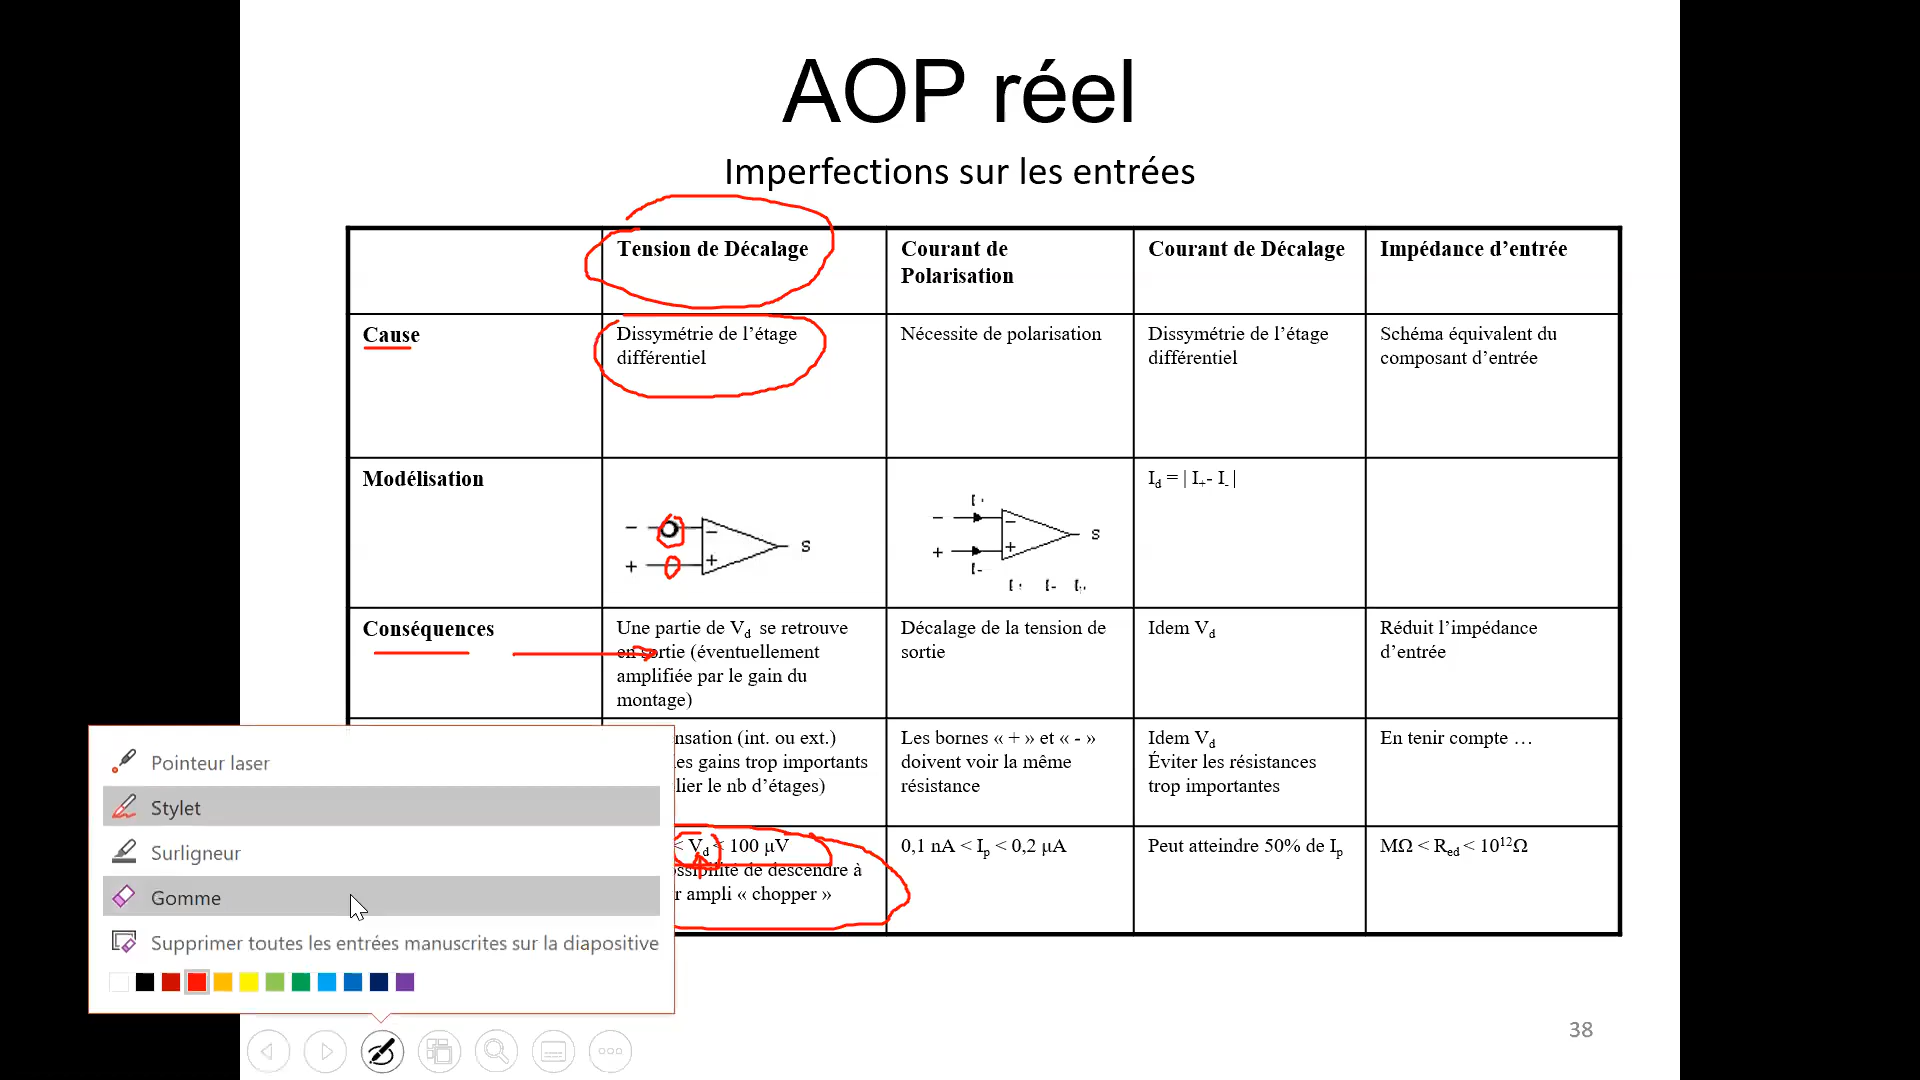 AOP réel
Imperfections sur les entrées
Tension de Décalage
Courant de
Polarisation
Courant de Décalage
Impédance d’entrée
Cause
Dissymétrie de l’étage
différentiel
Nécessite de polarisation
Dissymétrie de l’étage
différentiel
Schéma équivalent du
composant d’entrée
Modélisation
−
+
−
+
S
−
+
−
+
S
I-
I-
Id = | I+- I- |
Conséquences
Une partie de Vd se retrouve
en sortie (éventuellement
amplifiée par le gain du
montage)
Décalage de la tension de
sortie
Idem Vd
Réduit l’impédance
d’entrée
(int. ou ext.)
gains trop importants
le nb d’étages)
Les bornes « + » et « - »
doivent voir la même
résistance
Idem Vd
Éviter les résistances
trop importantes
En tenir compte …
< Vd < 100 µV
de descendre à
ampli « chopper »
0,1 nA < Ip < 0,2 µA
Peut atteindre 50% de Ip
MΩ < Red < 10¹²Ω
Pointeur laser
Stylet
Surligneur
Gomme
Supprimer toutes les entrées manuscrites sur la diapositive
38